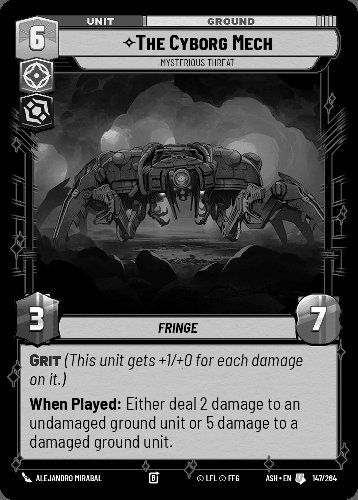 UNIT
GROUND
6
✧The Cyborg Mech
Mysterious Threat
3
7
FRINGE
Grit (This unit gets +1/+0 for each damage
on it.)
When Played: Either deal 2 damage to an
undamaged ground unit or 5 damage to a
damaged ground unit.
ALEJANDRO MIRABAL
© LFL © FFG
ASH • EN
147/264